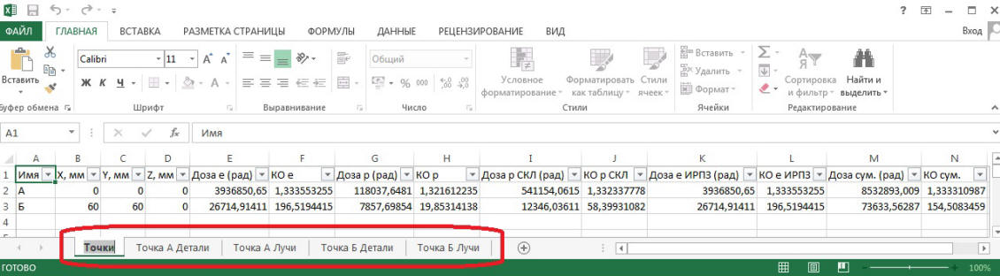 ФАЙЛ ГЛАВНАЯ ВСТАВКА РАЗМЕТКА СТРАНИЦЫ ФОРМУЛЫ ДАННЫЕ РЕЦЕНЗИРОВАНИЕ ВИД Вход
Вставить
Calibri 11
Ж К Ч
Общий
% 000
Условное форматирование
Форматировать как таблицу
Стили ячеек
Вставить
Удалить
Формат
Сортировка и фильтр
Найти и выделить
Буфер обмена Шрифт Выравнивание Число Стили Ячейки Редактирование
A1 fx Имя
A B C D E F G H I J K L M N
1 Имя X, мм Y, мм Z, мм Доза e (рад) КО e Доза p (рад) КО p Доза p СКЛ (рад) КО p СКЛ Доза e ИРПЗ (рад) КО e ИРПЗ Доза сум. (рад) КО сум.
2 А 0 0 0 3936850,65 1,333553255 118037,6481 1,321612235 541154,0615 1,332337778 3936850,65 1,333553255 8532893,009 1,333310987
3 Б 60 60 0 26714,91411 196,5194415 7857,69854 19,85314138 12346,03611 58,39931082 26714,91411 196,5194415 73633,56287 154,5083459
4
Точки Точка А Детали Точка А Лучи Точка Б Детали Точка Б Лучи
ГОТОВО 100%